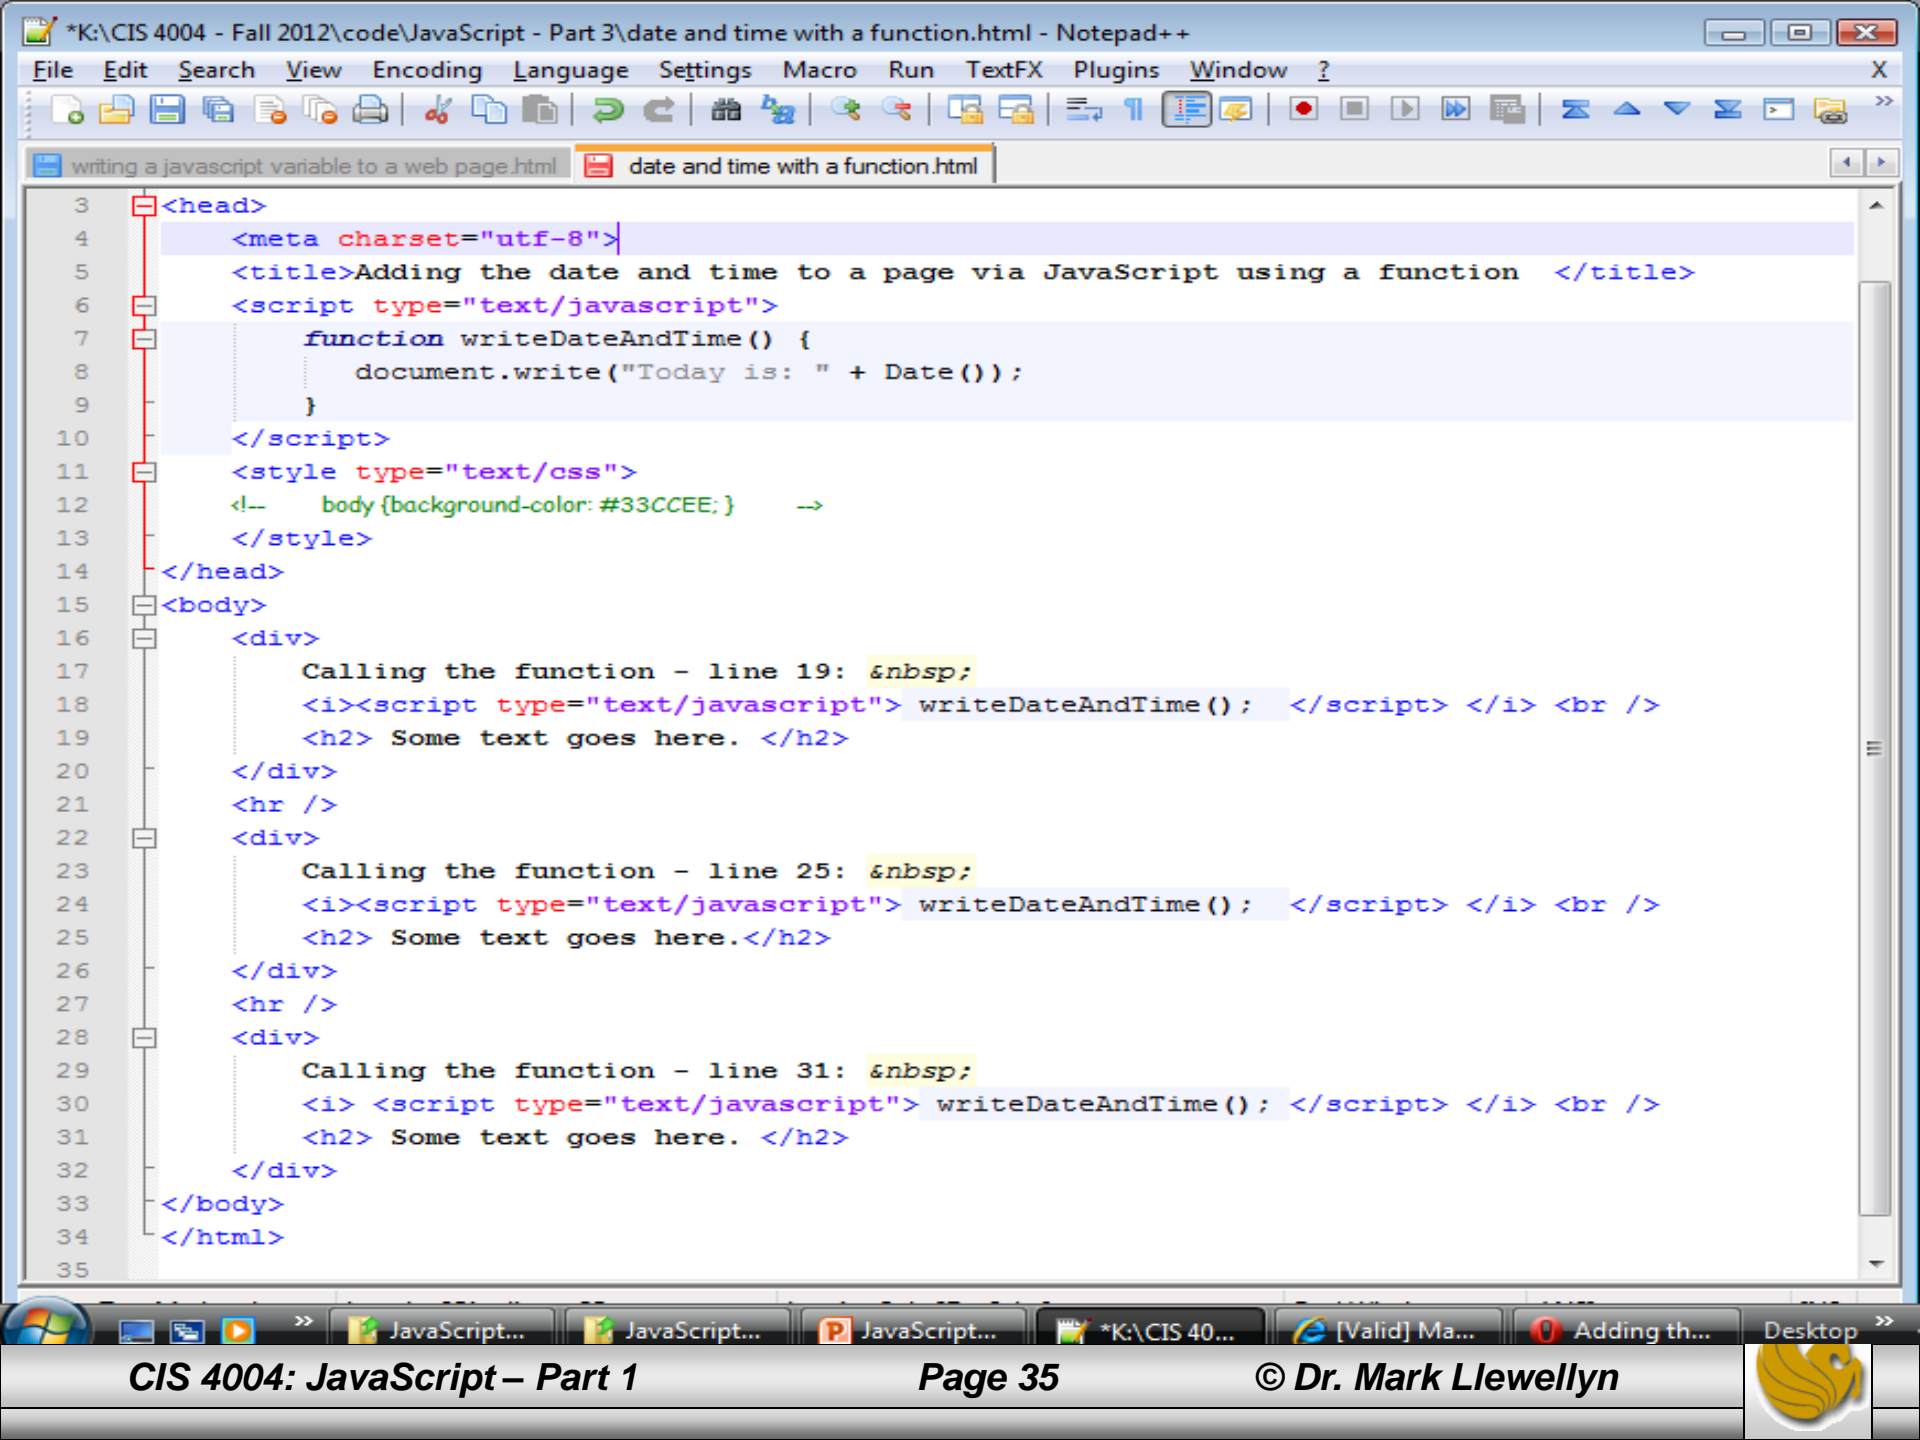 *K:\CIS 4004 - Fall 2012\code\JavaScript - Part 3\date and time with a function.html - Notepad++
File Edit Search View Encoding Language Settings Macro Run TextFX Plugins Window ? X
writing a javascript variable to a web page.html date and time with a function.html
3 <head>
4 <meta charset="utf-8">
5 <title>Adding the date and time to a page via JavaScript using a function </title>
6 <script type="text/javascript">
7 function writeDateAndTime() {
8 document.write("Today is: " + Date());
9 }
10 </script>
11 <style type="text/css">
12 <!-- body {background-color: #33CCEE; } -->
13 </style>
14 </head>
15 <body>
16 <div>
17 Calling the function - line 19: &nbsp;
18 <i><script type="text/javascript"> writeDateAndTime(); </script> </i> <br />
19 <h2> Some text goes here. </h2>
20 </div>
21 <hr />
22 <div>
23 Calling the function - line 25: &nbsp;
24 <i><script type="text/javascript"> writeDateAndTime(); </script> </i> <br />
25 <h2> Some text goes here.</h2>
26 </div>
27 <hr />
28 <div>
29 Calling the function - line 31: &nbsp;
30 <i> <script type="text/javascript"> writeDateAndTime(); </script> </i> <br />
31 <h2> Some text goes here. </h2>
32 </div>
33 </body>
34 </html>
35
JavaScript... JavaScript... JavaScript... *K:\CIS 40... [Valid] Ma... Adding th... Desktop
CIS 4004: JavaScript – Part 1 Page 35 © Dr. Mark Llewellyn